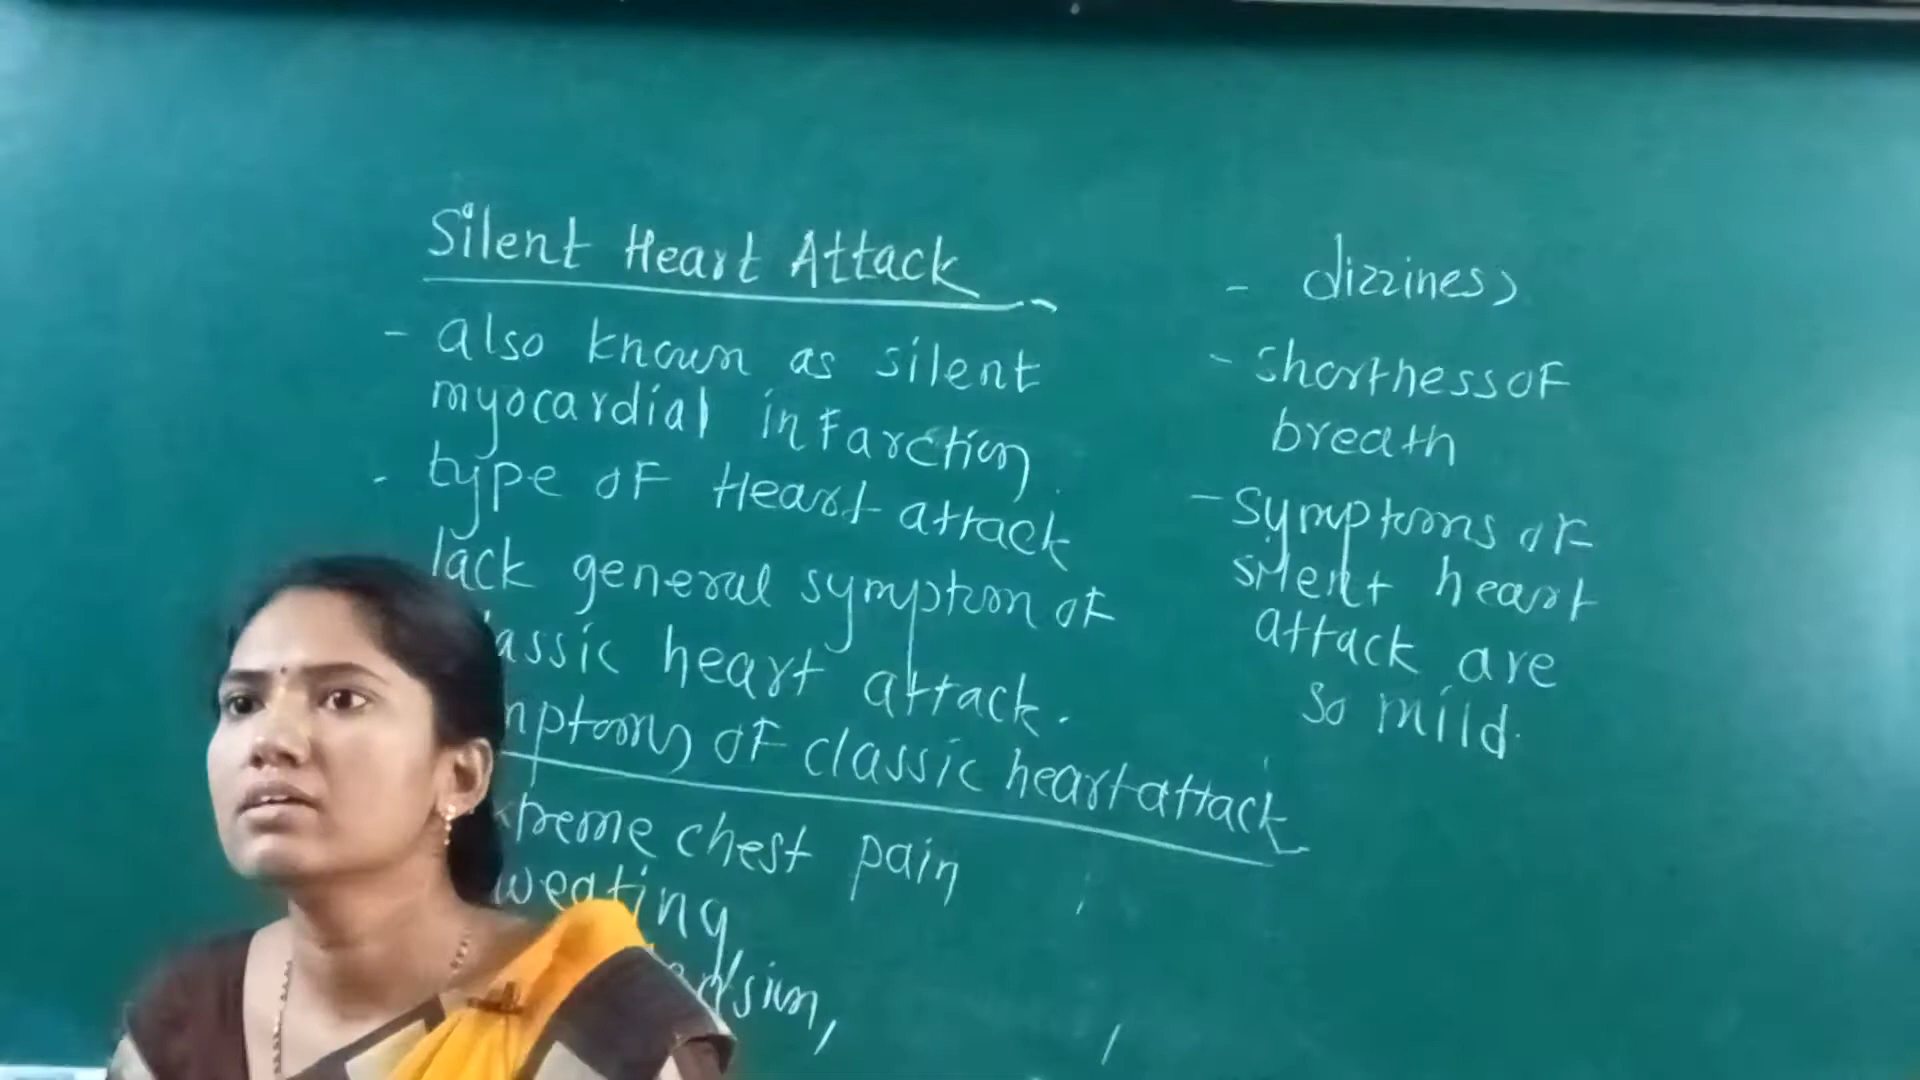 Silent Heart Attack
- also known as silent
myocardial infarction
- type of Heart attack
lack general symptom of
heart attack.
of classic heart attack
chest pain
- dizziness
- shortness of
breath
- symptoms of
silent heart
attack are
so mild.